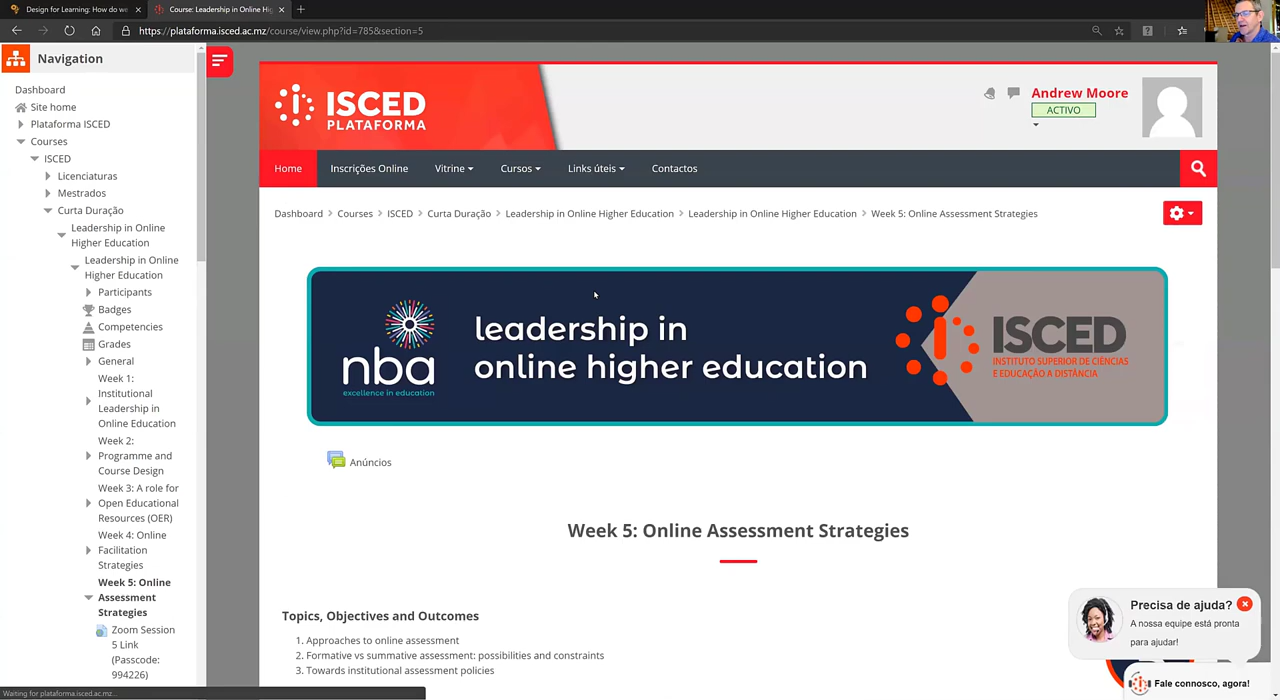 Design for Learning: How do we
Course: Leadership in Online Hig
https://plataforma.isced.ac.mz/course/view.php?id=785&section=5
Navigation
Dashboard
Site home
Plataforma ISCED
Courses
ISCED
Licenciaturas
Mestrados
Curta Duração
Leadership in Online
Higher Education
Leadership in Online
Higher Education
Participants
Badges
Competencies
Grades
General
Week 1:
Institutional
Leadership in
Online Education
Week 2:
Programme and
Course Design
Week 3: A role for
Open Educational
Resources (OER)
Week 4: Online
Facilitation
Strategies
Week 5: Online
Assessment
Strategies
Zoom Session
5 Link
(Passcode:
994226)
Waiting for plataforma.isced.ac.mz...
ISCED
PLATAFORMA
Andrew Moore
ACTIVO
Home Inscrições Online Vitrine Cursos Links úteis Contactos
Dashboard > Courses > ISCED > Curta Duração > Leadership in Online Higher Education > Leadership in Online Higher Education > Week 5: Online Assessment Strategies
nba
excellence in education
leadership in
online higher education
ISCED
INSTITUTO SUPERIOR DE CIÊNCIAS
E EDUCAÇÃO A DISTÂNCIA
Anúncios
Week 5: Online Assessment Strategies
Topics, Objectives and Outcomes
1. Approaches to online assessment
2. Formative vs summative assessment: possibilities and constraints
3. Towards institutional assessment policies
Precisa de ajuda?
A nossa equipe está pronta
para ajudar!
Fale connosco, agora!